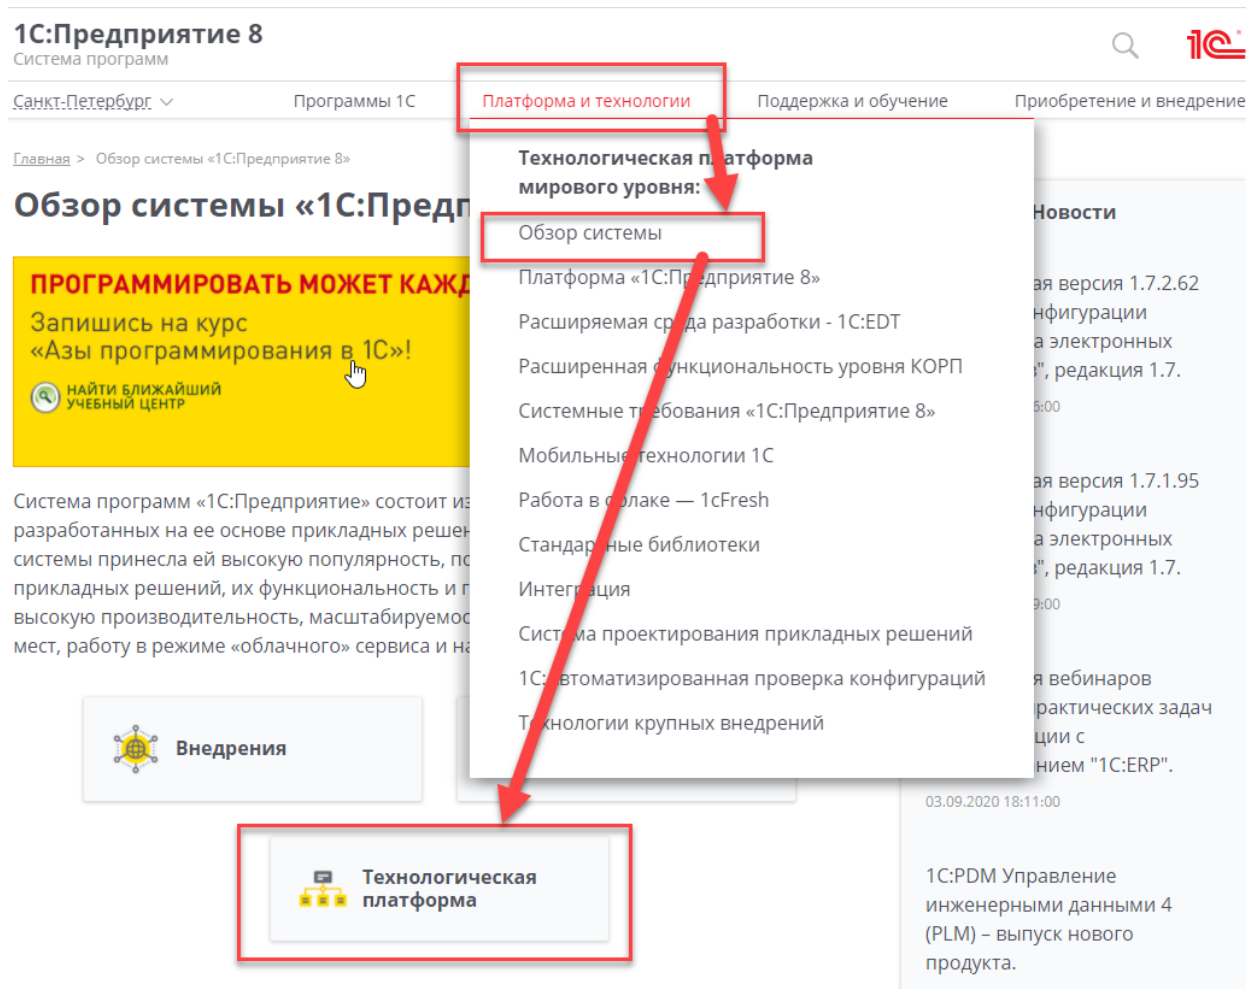 1С:Предприятие 8
Система программ
1С
Санкт-Петербург
Программы 1С
Платформа и технологии
Поддержка и обучение
Приобретение и внедрение
Главная > Обзор системы «1С:Предприятие 8»
Обзор системы «1С:Предп
ПРОГРАММИРОВАТЬ МОЖЕТ КАЖД
Запишись на курс
«Азы программирования в 1С»!
НАЙТИ БЛИЖАЙШИЙ
УЧЕБНЫЙ ЦЕНТР
Система программ «1С:Предприятие» состоит из
разработанных на ее основе прикладных решен
системы принесла ей высокую популярность, по
прикладных решений, их функциональность и г
высокую производительность, масштабируемос
мест, работу в режиме «облачного» сервиса и на
Внедрения
Технологическая
платформа
Технологическая платформа
мирового уровня:
Обзор системы
Платформа «1С:Предприятие 8»
Расширяемая среда разработки - 1C:EDT
Расширенная функциональность уровня КОРП
Системные требования «1С:Предприятие 8»
Мобильные технологии 1С
Работа в облаке — 1cFresh
Стандартные библиотеки
Интеграция
Система проектирования прикладных решений
1С:Автоматизированная проверка конфигураций
Технологии крупных внедрений
Новости
ая версия 1.7.2.62
нфигурации
а электронных
", редакция 1.7.
6:00
ая версия 1.7.1.95
нфигурации
а электронных
", редакция 1.7.
9:00
я вебинаров
рактических задач
ции с
нием "1С:ERP".
03.09.2020 18:11:00
1С:PDM Управление
инженерными данными 4
(PLM) – выпуск нового
продукта.